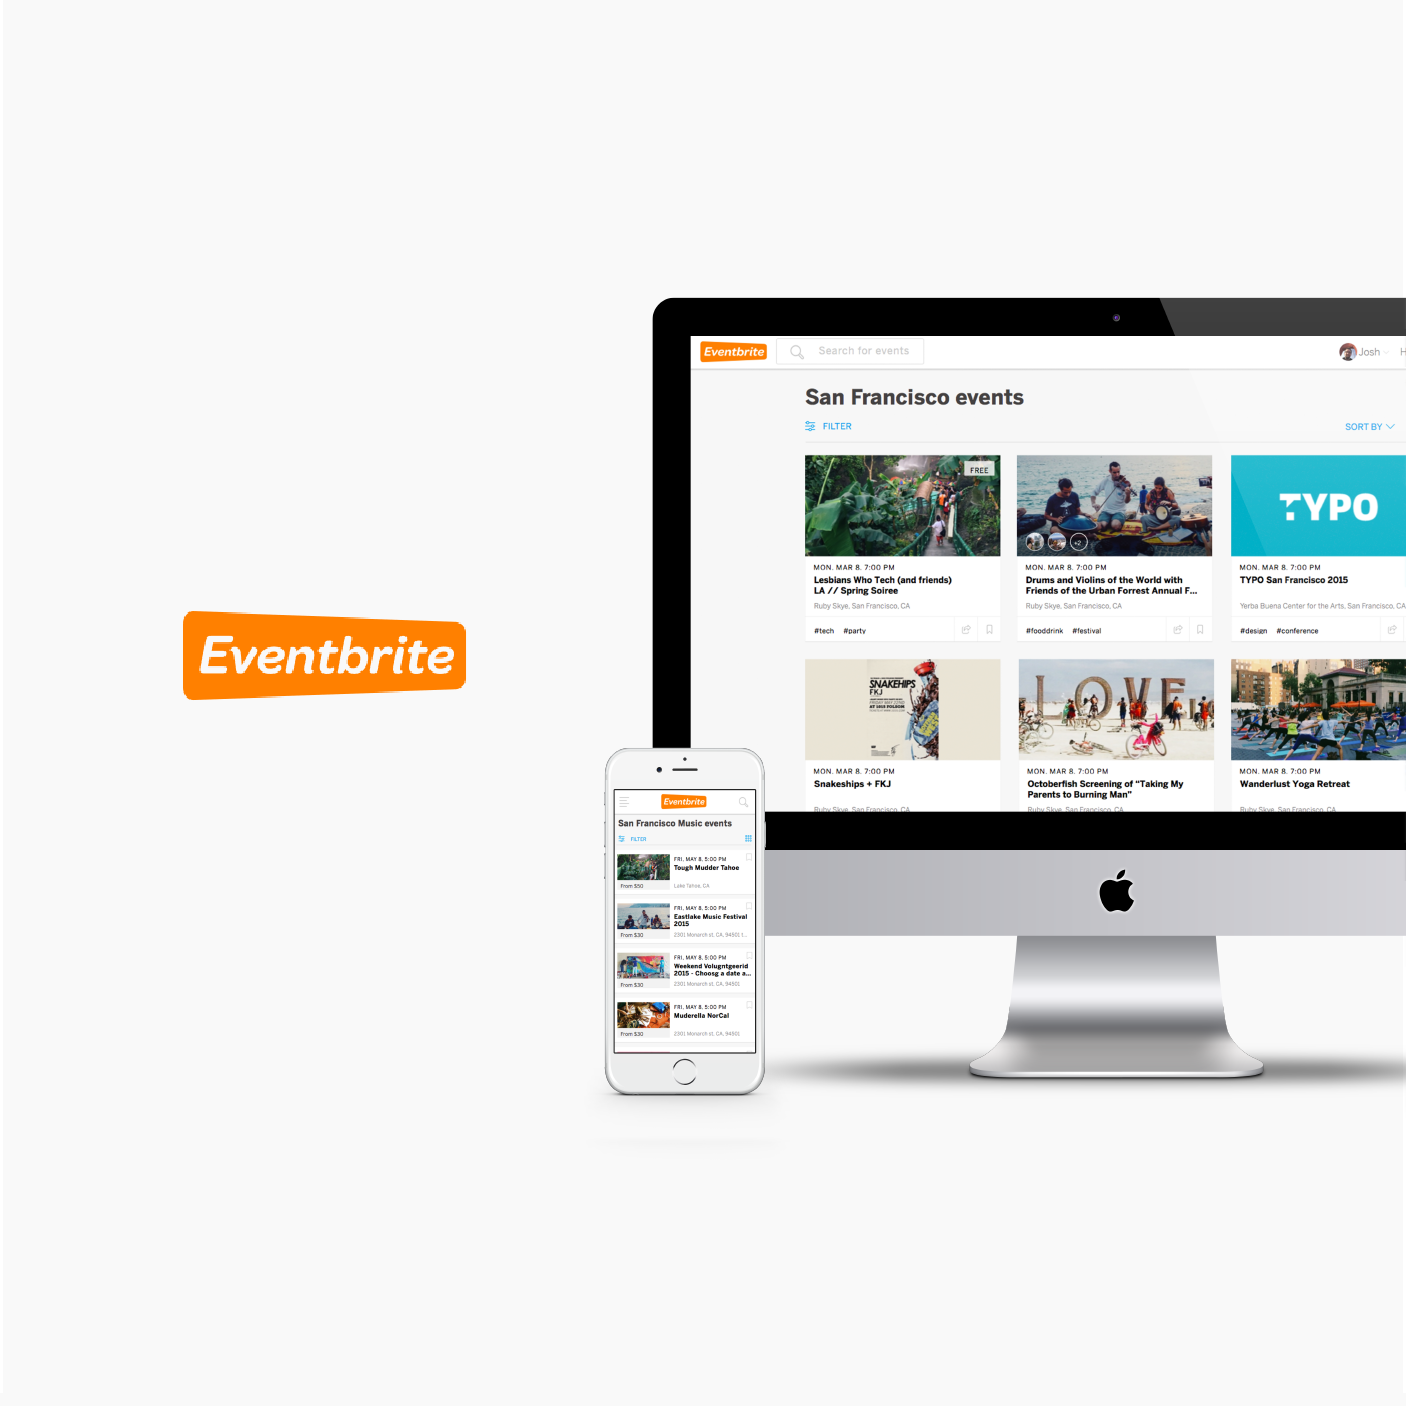 Eventbrite
Eventbrite
Search for events
Josh
H
San Francisco events
FILTER
SORT BY
FREE
MON. MAR 8. 7:00 PM
Lesbians Who Tech (and friends)
LA // Spring Soiree
Ruby Skye, San Francisco, CA
#tech #party
+2
MON. MAR 8. 7:00 PM
Drums and Violins of the World with
Friends of the Urban Forrest Annual F...
Ruby Skye, San Francisco, CA
#fooddrink #festival
TYPO
MON. MAR 8. 7:00 PM
TYPO San Francisco 2015
Yerba Buena Center for the Arts, San Francisco, CA
#design #conference
SNAKEHIPS
FKJ
FRIDAY MAY 22ND
AT 1015 FOLSOM
MON. MAR 8. 7:00 PM
Snakeships + FKJ
Ruby Skye, San Francisco, CA
LOVE
MON. MAR 8. 7:00 PM
Octoberfish Screening of "Taking My
Parents to Burning Man"
Ruby Skye, San Francisco, CA
MON. MAR 8. 7:00 PM
Wanderlust Yoga Retreat
Ruby Skye, San Francisco, CA
Eventbrite
San Francisco Music events
FILTER
FRI, MAY 8, 5:00 PM
Tough Mudder Tahoe
From $50
Lake Tahoe, CA
FRI, MAY 8, 5:00 PM
Eastlake Music Festival
2015
From $30
2301 Monarch st, CA, 94501 t...
FRI, MAY 8, 5:00 PM
Weekend Volugntgeerid
2015 - Choosg a date a...
From $30
2301 Monarch st, CA, 94501
FRI, MAY 8, 5:00 PM
Muderella NorCal
From $30
2301 Monarch st, CA, 94501